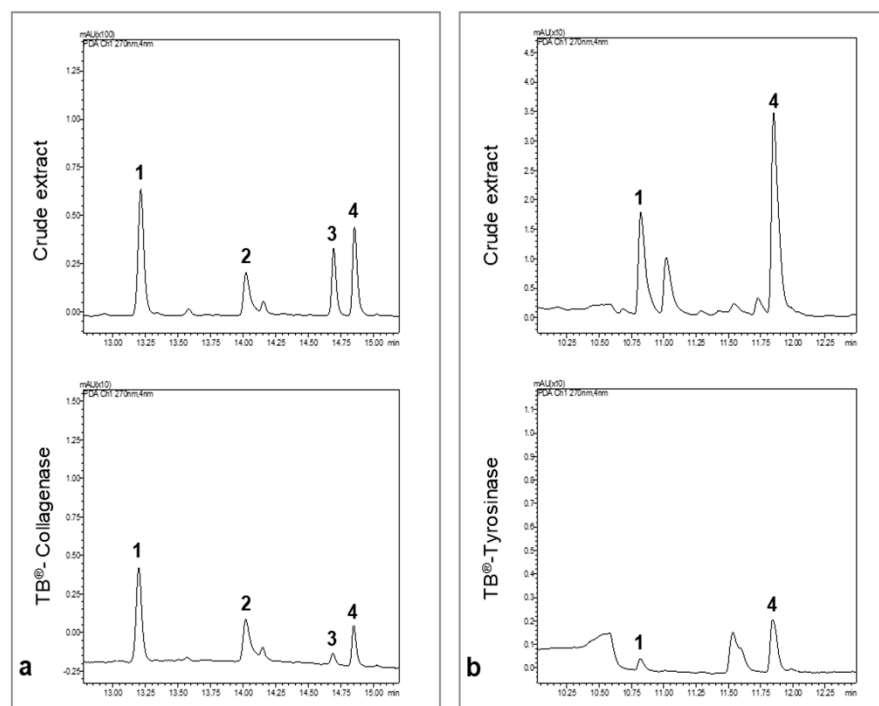 mAU(x100)
PDA Ch1 270nm,4nm
Crude extract
1.25
1.00
0.75
0.50
0.25
0.00
1
2
3
4
13.00 13.25 13.50 13.75 14.00 14.25 14.50 14.75 15.00 min
mAU(x10)
PDA Ch1 270nm,4nm
TB®- Collagenase
1.50
1.25
1.00
0.75
0.50
0.25
0.00
-0.25
1
2
3
4
13.00 13.25 13.50 13.75 14.00 14.25 14.50 14.75 15.00 min
a
mAU(x10)
PDA Ch1 270nm,4nm
Crude extract
4.5
4.0
3.5
3.0
2.5
2.0
1.5
1.0
0.5
0.0
1
4
10.25 10.50 10.75 11.00 11.25 11.50 11.75 12.00 12.25 min
mAU(x10)
PDA Ch1 270nm,4nm
TB®-Tyrosinase
1.1
1.0
0.9
0.8
0.7
0.6
0.5
0.4
0.3
0.2
0.1
0.0
1
4
10.25 10.50 10.75 11.00 11.25 11.50 11.75 12.00 12.25 min
b